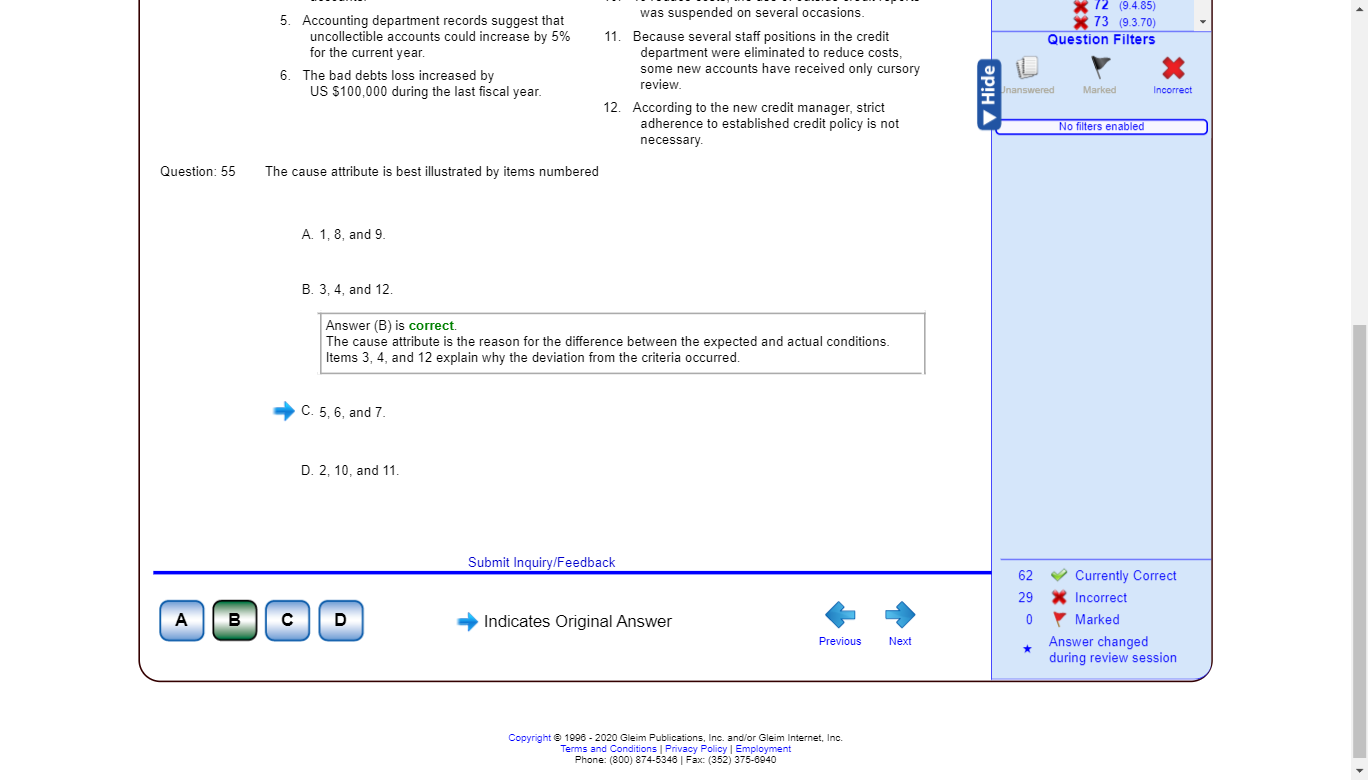 was suspended on several occasions.
5. Accounting department records suggest that
uncollectible accounts could increase by 5%
for the current year.
6. The bad debts loss increased by
US $100,000 during the last fiscal year.
11. Because several staff positions in the credit
department were eliminated to reduce costs,
some new accounts have received only cursory
review.
12. According to the new credit manager, strict
adherence to established credit policy is not
necessary.
Question: 55 The cause attribute is best illustrated by items numbered
A. 1, 8, and 9.
B. 3, 4, and 12.
Answer (B) is correct.
The cause attribute is the reason for the difference between the expected and actual conditions.
Items 3, 4, and 12 explain why the deviation from the criteria occurred.
C. 5, 6, and 7.
D. 2, 10, and 11.
Submit Inquiry/Feedback
A B C D
Indicates Original Answer
Previous
Next
72 (9.4.85)
73 (9.3.70)
Question Filters
Hide
Unanswered Marked Incorrect
No filters enabled
62 Currently Correct
29 Incorrect
0 Marked
Answer changed
during review session
Copyright © 1996 - 2020 Gleim Publications, Inc. and/or Gleim Internet, Inc.
Terms and Conditions | Privacy Policy | Employment
Phone: (800) 874-5346 | Fax: (352) 375-6940